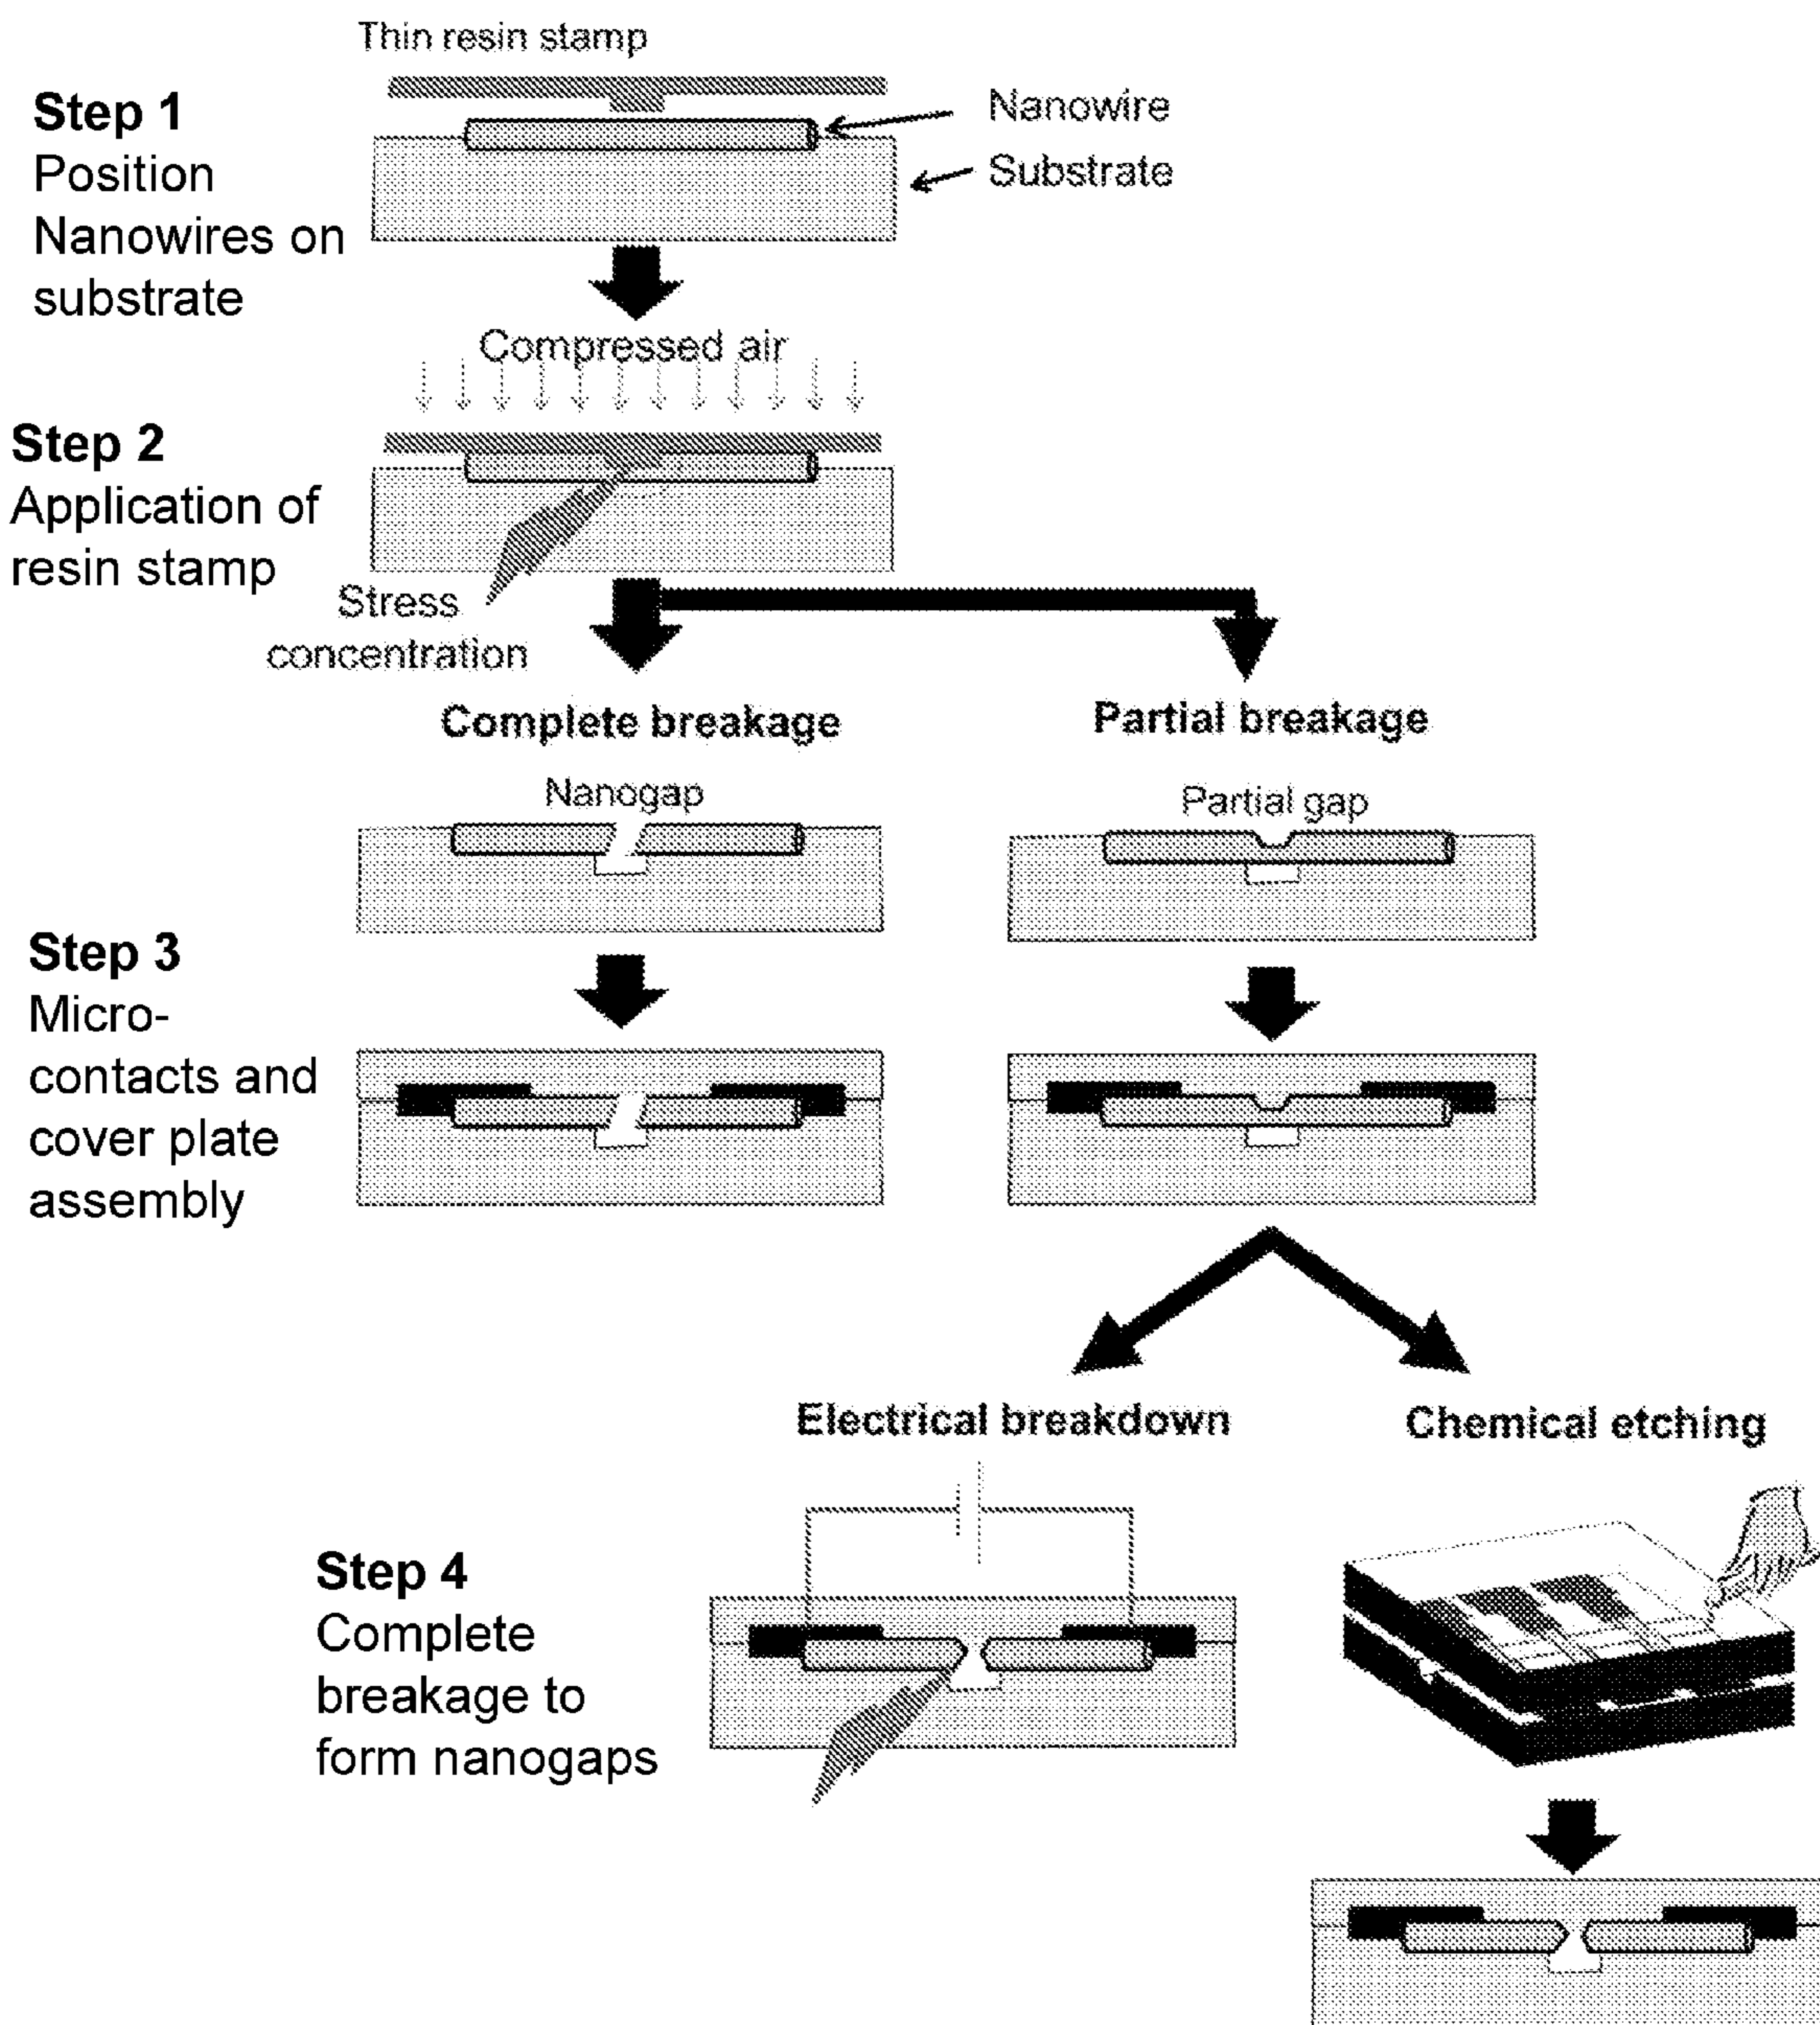 Thin resin stamp
Step 1
Position
Nanowires on
substrate
Nanowire
Substrate
Compressed air
Step 2
Application of
resin stamp
Stress
concentration
Complete breakage
Partial breakage
Nanogap
Partial gap
Step 3
Micro-
contacts and
cover plate
assembly
Electrical breakdown
Chemical etching
Step 4
Complete
breakage to
form nanogaps